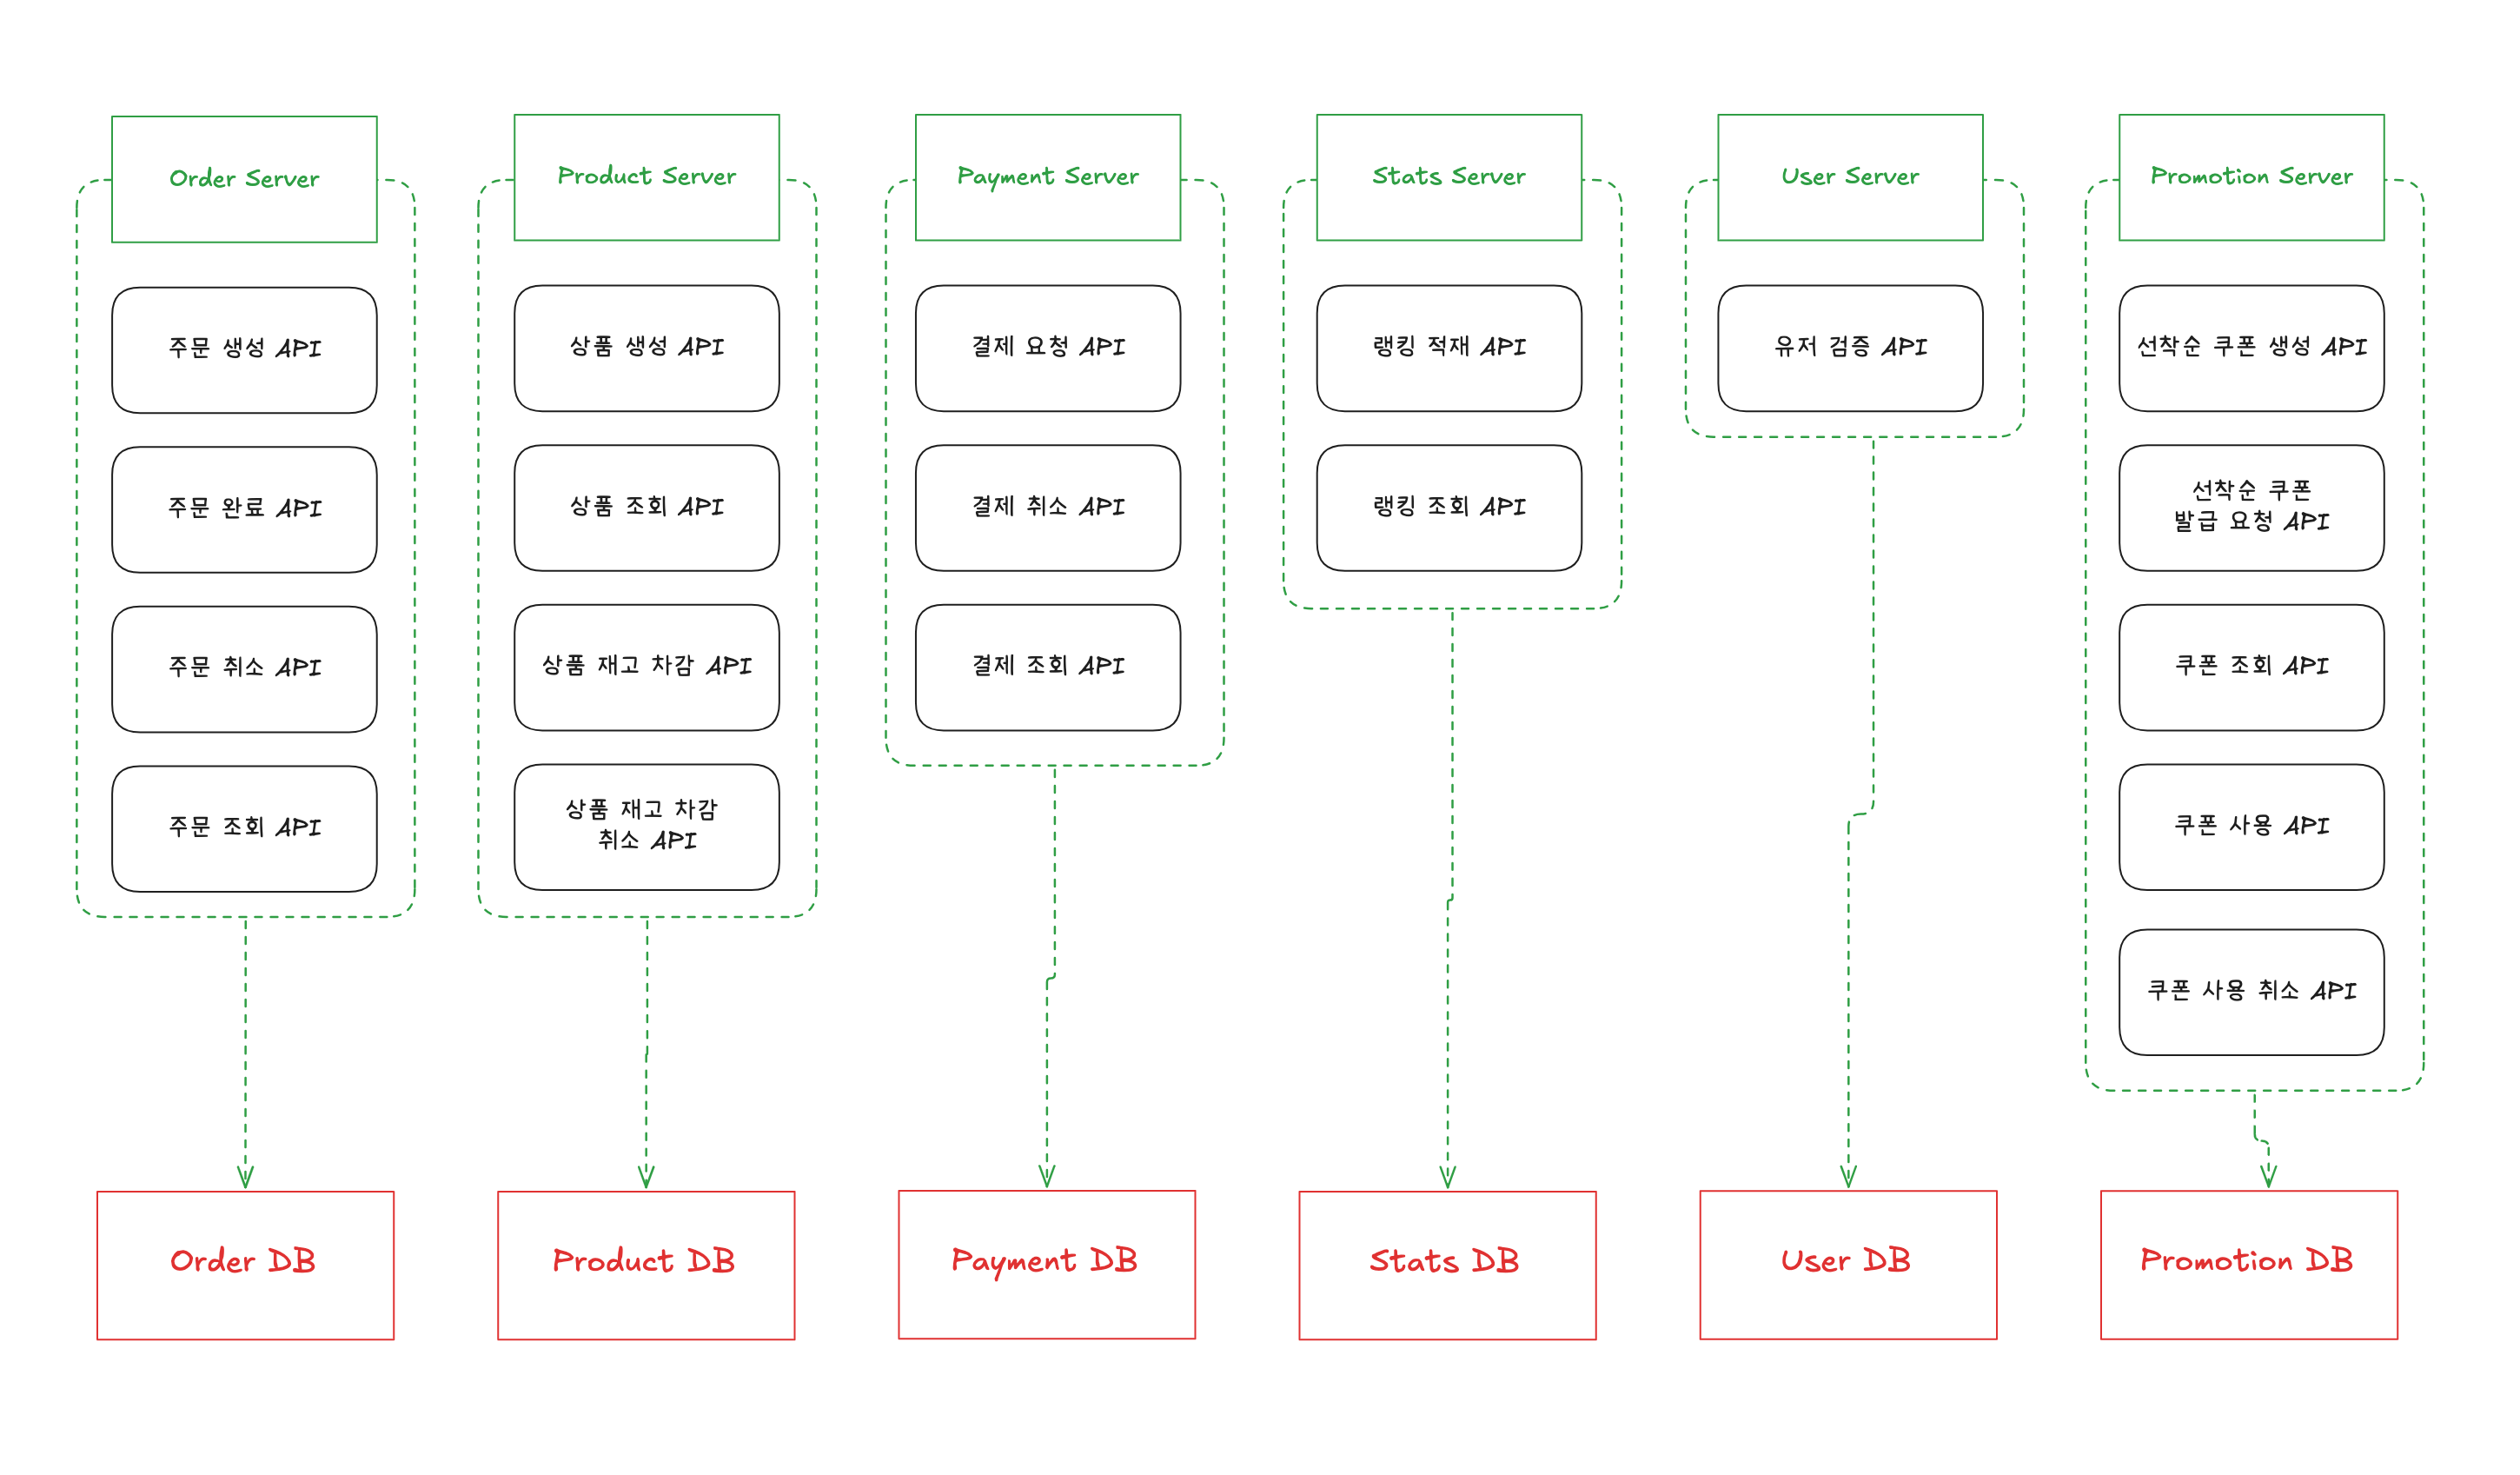 Order Server
주문 생성 API
주문 완료 API
주문 취소 API
주문 조회 API
Order DB
Product Server
상품 생성 API
상품 조회 API
상품 재고 차감 API
상품 재고 차감
취소 API
Product DB
Payment Server
결제 요청 API
결제 취소 API
결제 조회 API
Payment DB
Stats Server
랭킹 적재 API
랭킹 조회 API
Stats DB
User Server
유저 검증 API
User DB
Promotion Server
선착순 쿠폰 생성 API
선착순 쿠폰
발급 요청 API
쿠폰 조회 API
쿠폰 사용 API
쿠폰 사용 취소 API
Promotion DB